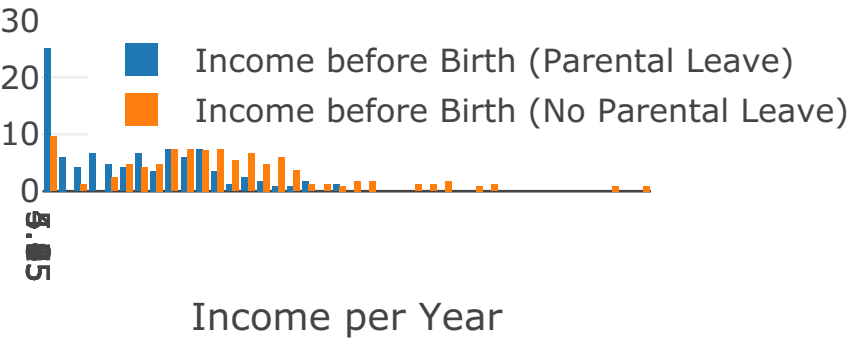 30
Income before Birth (Parental Leave)
20
Income before Birth (No Parental Leave)
10
0
Income per Year